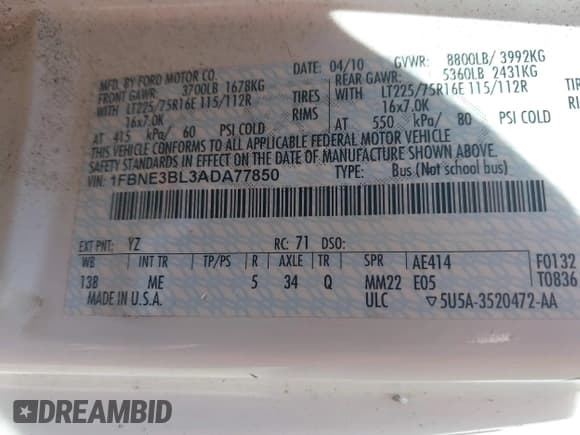 DATE: 04/10 GVWR: 8800LB/ 3992KG
MFD. BY FORD MOTOR CO.
FRONT GAWR: 3700LB 1678KG REAR GAWR: 5360LB 2431KG
WITH LT225/75R16E 115/112R TIRES WITH LT225/75R16E 115/112R TIRES
16x7.0K RIMS 16x7.0K
AT 415 kPa/ 60 PSI COLD AT 550 kPa/ 80 PSI COLD
THIS VEHICLE CONFORMS TO ALL APPLICABLE FEDERAL MOTOR VEHICLE
SAFETY STANDARDS IN EFFECT ON THE DATE OF MANUFACTURE SHOWN ABOVE.
VIN: 1FBNE3BL3ADA77850 TYPE: Bus (Not school bus)
EXT PNT: YZ RC: 71 DSO:
WB INT TR TP/PS R AXLE TR SPR AE414 F0132
138 ME 5 34 Q MM22 E05 T0836
MADE IN U.S.A. ULC ▽5U5A-3520472-AA
DREAMBID